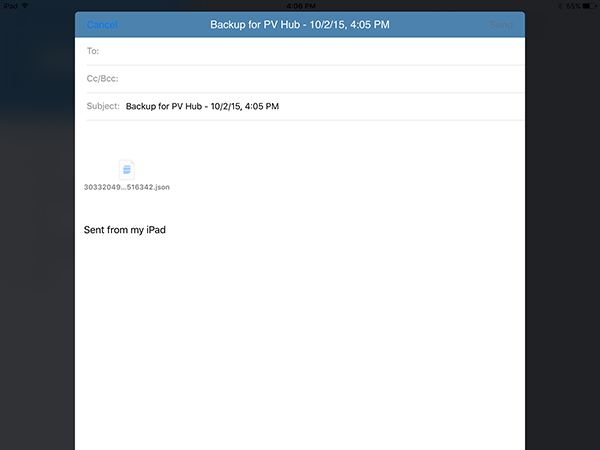 iPad 4:06 PM 55%
Cancel Backup for PV Hub - 10/2/15, 4:05 PM Send
To:
Cc/Bcc:
Subject: Backup for PV Hub - 10/2/15, 4:05 PM
30332049...516342.json
Sent from my iPad